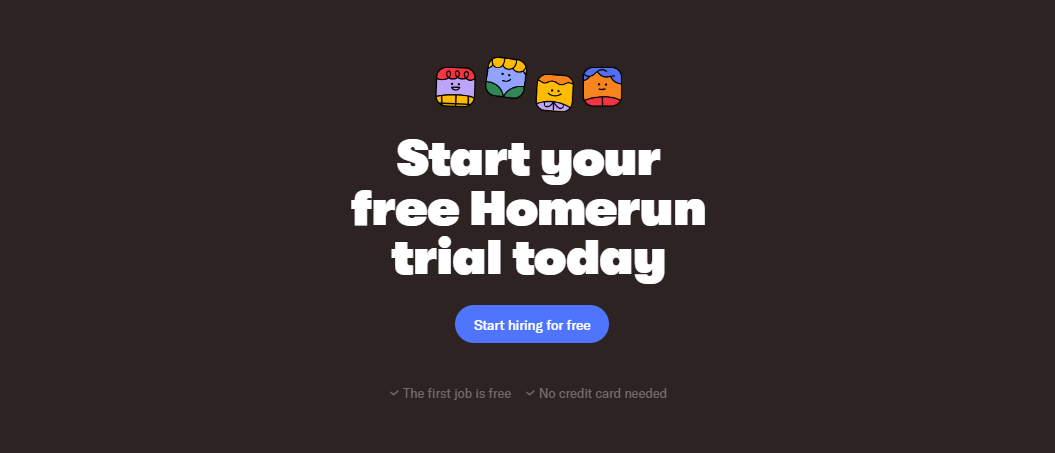 Start your
free Homerun
trial today
Start hiring for free
✓ The first job is free ✓ No credit card needed